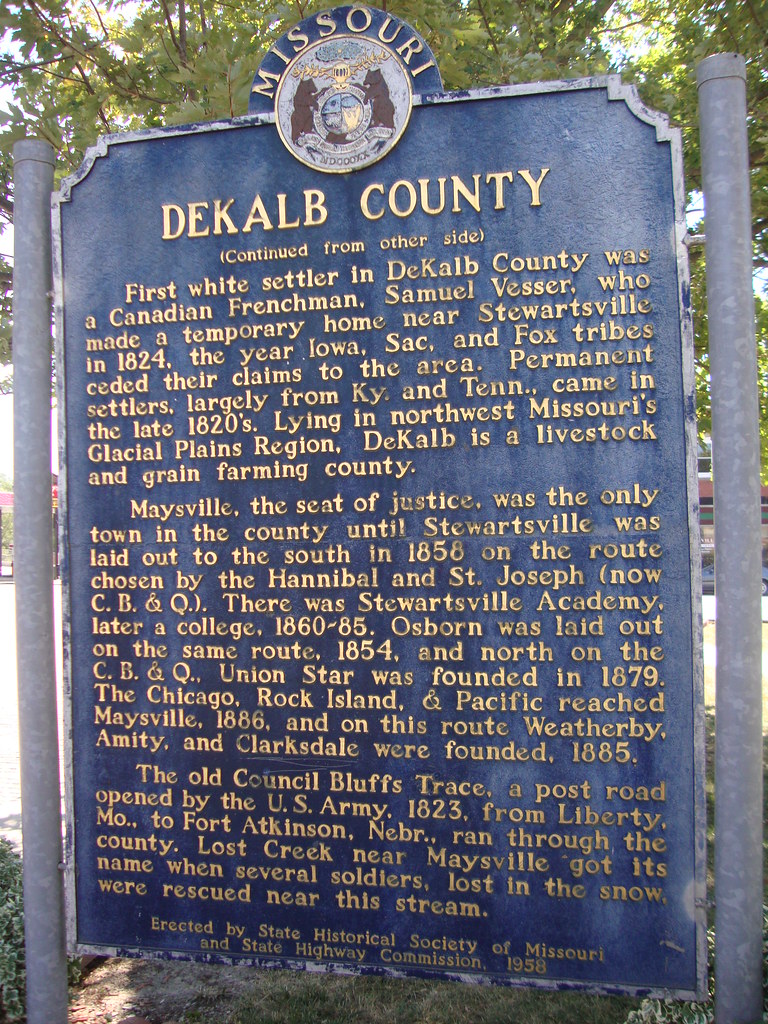 MISSOURI
MDCCCXX
DEKALB COUNTY
(Continued from other side)
First white settler in DeKalb County was
a Canadian Frenchman, Samuel Vesser, who
made a temporary home near Stewartsville
in 1824, the year Iowa, Sac, and Fox tribes
ceded their claims to the area. Permanent
settlers, largely from Ky. and Tenn., came in
the late 1820's. Lying in northwest Missouri's
Glacial Plains Region, DeKalb is a livestock
and grain farming county.
Maysville, the seat of justice, was the only
town in the county until Stewartsville was
laid out to the south in 1858 on the route
chosen by the Hannibal and St. Joseph (now
C. B. & Q.). There was Stewartsville Academy,
later a college, 1860-85. Osborn was laid out
on the same route, 1854, and north on the
C. B. & Q., Union Star was founded in 1879.
The Chicago, Rock Island, & Pacific reached
Maysville, 1886, and on this route Weatherby,
Amity, and Clarksdale were founded, 1885.
The old Council Bluffs Trace, a post road
opened by the U. S. Army, 1823, from Liberty,
Mo., to Fort Atkinson, Nebr., ran through the
county. Lost Creek near Maysville got its
name when several soldiers, lost in the snow,
were rescued near this stream.
Erected by State Historical Society of Missouri
and State Highway Commission, 1958